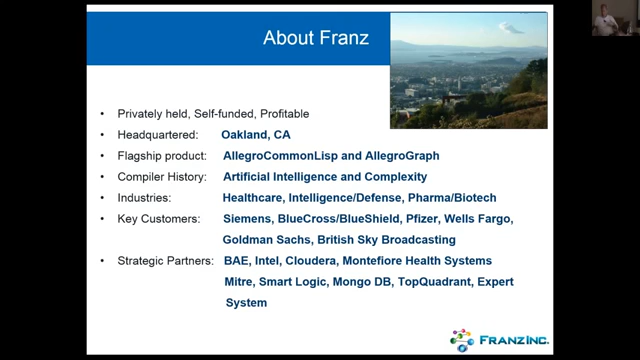 About Franz
• Privately held, Self-funded, Profitable
• Headquartered: Oakland, CA
• Flagship product: AllegroCommonLisp and AllegroGraph
• Compiler History: Artificial Intelligence and Complexity
• Industries: Healthcare, Intelligence/Defense, Pharma/Biotech
• Key Customers: Siemens, BlueCross/BlueShield, Pfizer, Wells Fargo,
Goldman Sachs, British Sky Broadcasting
• Strategic Partners: BAE, Intel, Cloudera, Montefiore Health Systems
Mitre, Smart Logic, Mongo DB, TopQuadrant, Expert
System
FRANZ INC.